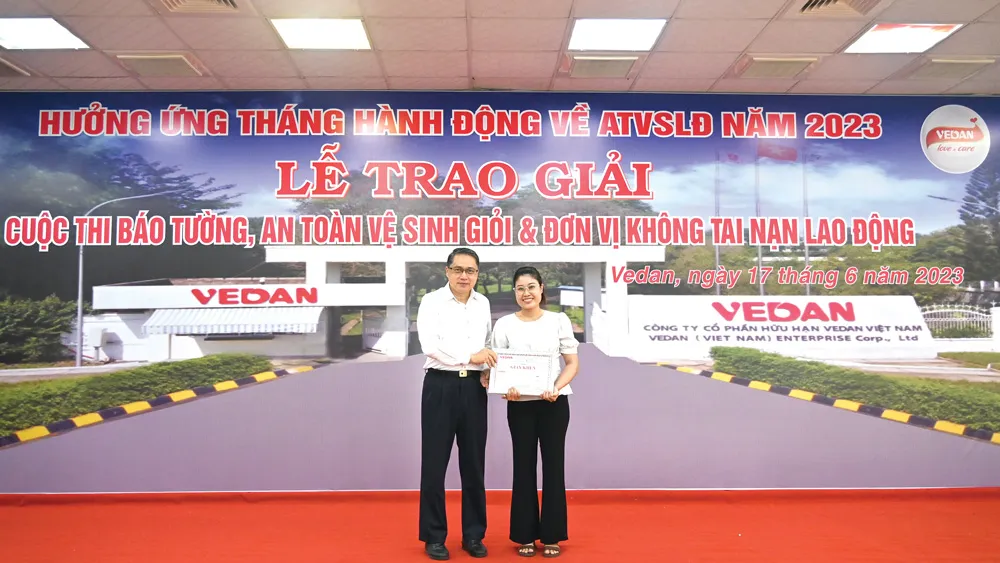 HƯỞNG ỨNG THÁNG HÀNH ĐỘNG VỀ ATVSLĐ NĂM 2023
VEDAN
love & care
LỄ TRAO GIẢI
CUỘC THI BÁO TƯỜNG, AN TOÀN VỆ SINH GIỎI & ĐƠN VỊ KHÔNG TAI NẠN LAO ĐỘNG
Vedan, ngày 17 tháng 6 năm 2023
VEDAN
VEDAN
CÔNG TY CỔ PHẦN HỮU HẠN VEDAN VIỆT NAM
VEDAN (VIET NAM) ENTERPRISE Corp., Ltd